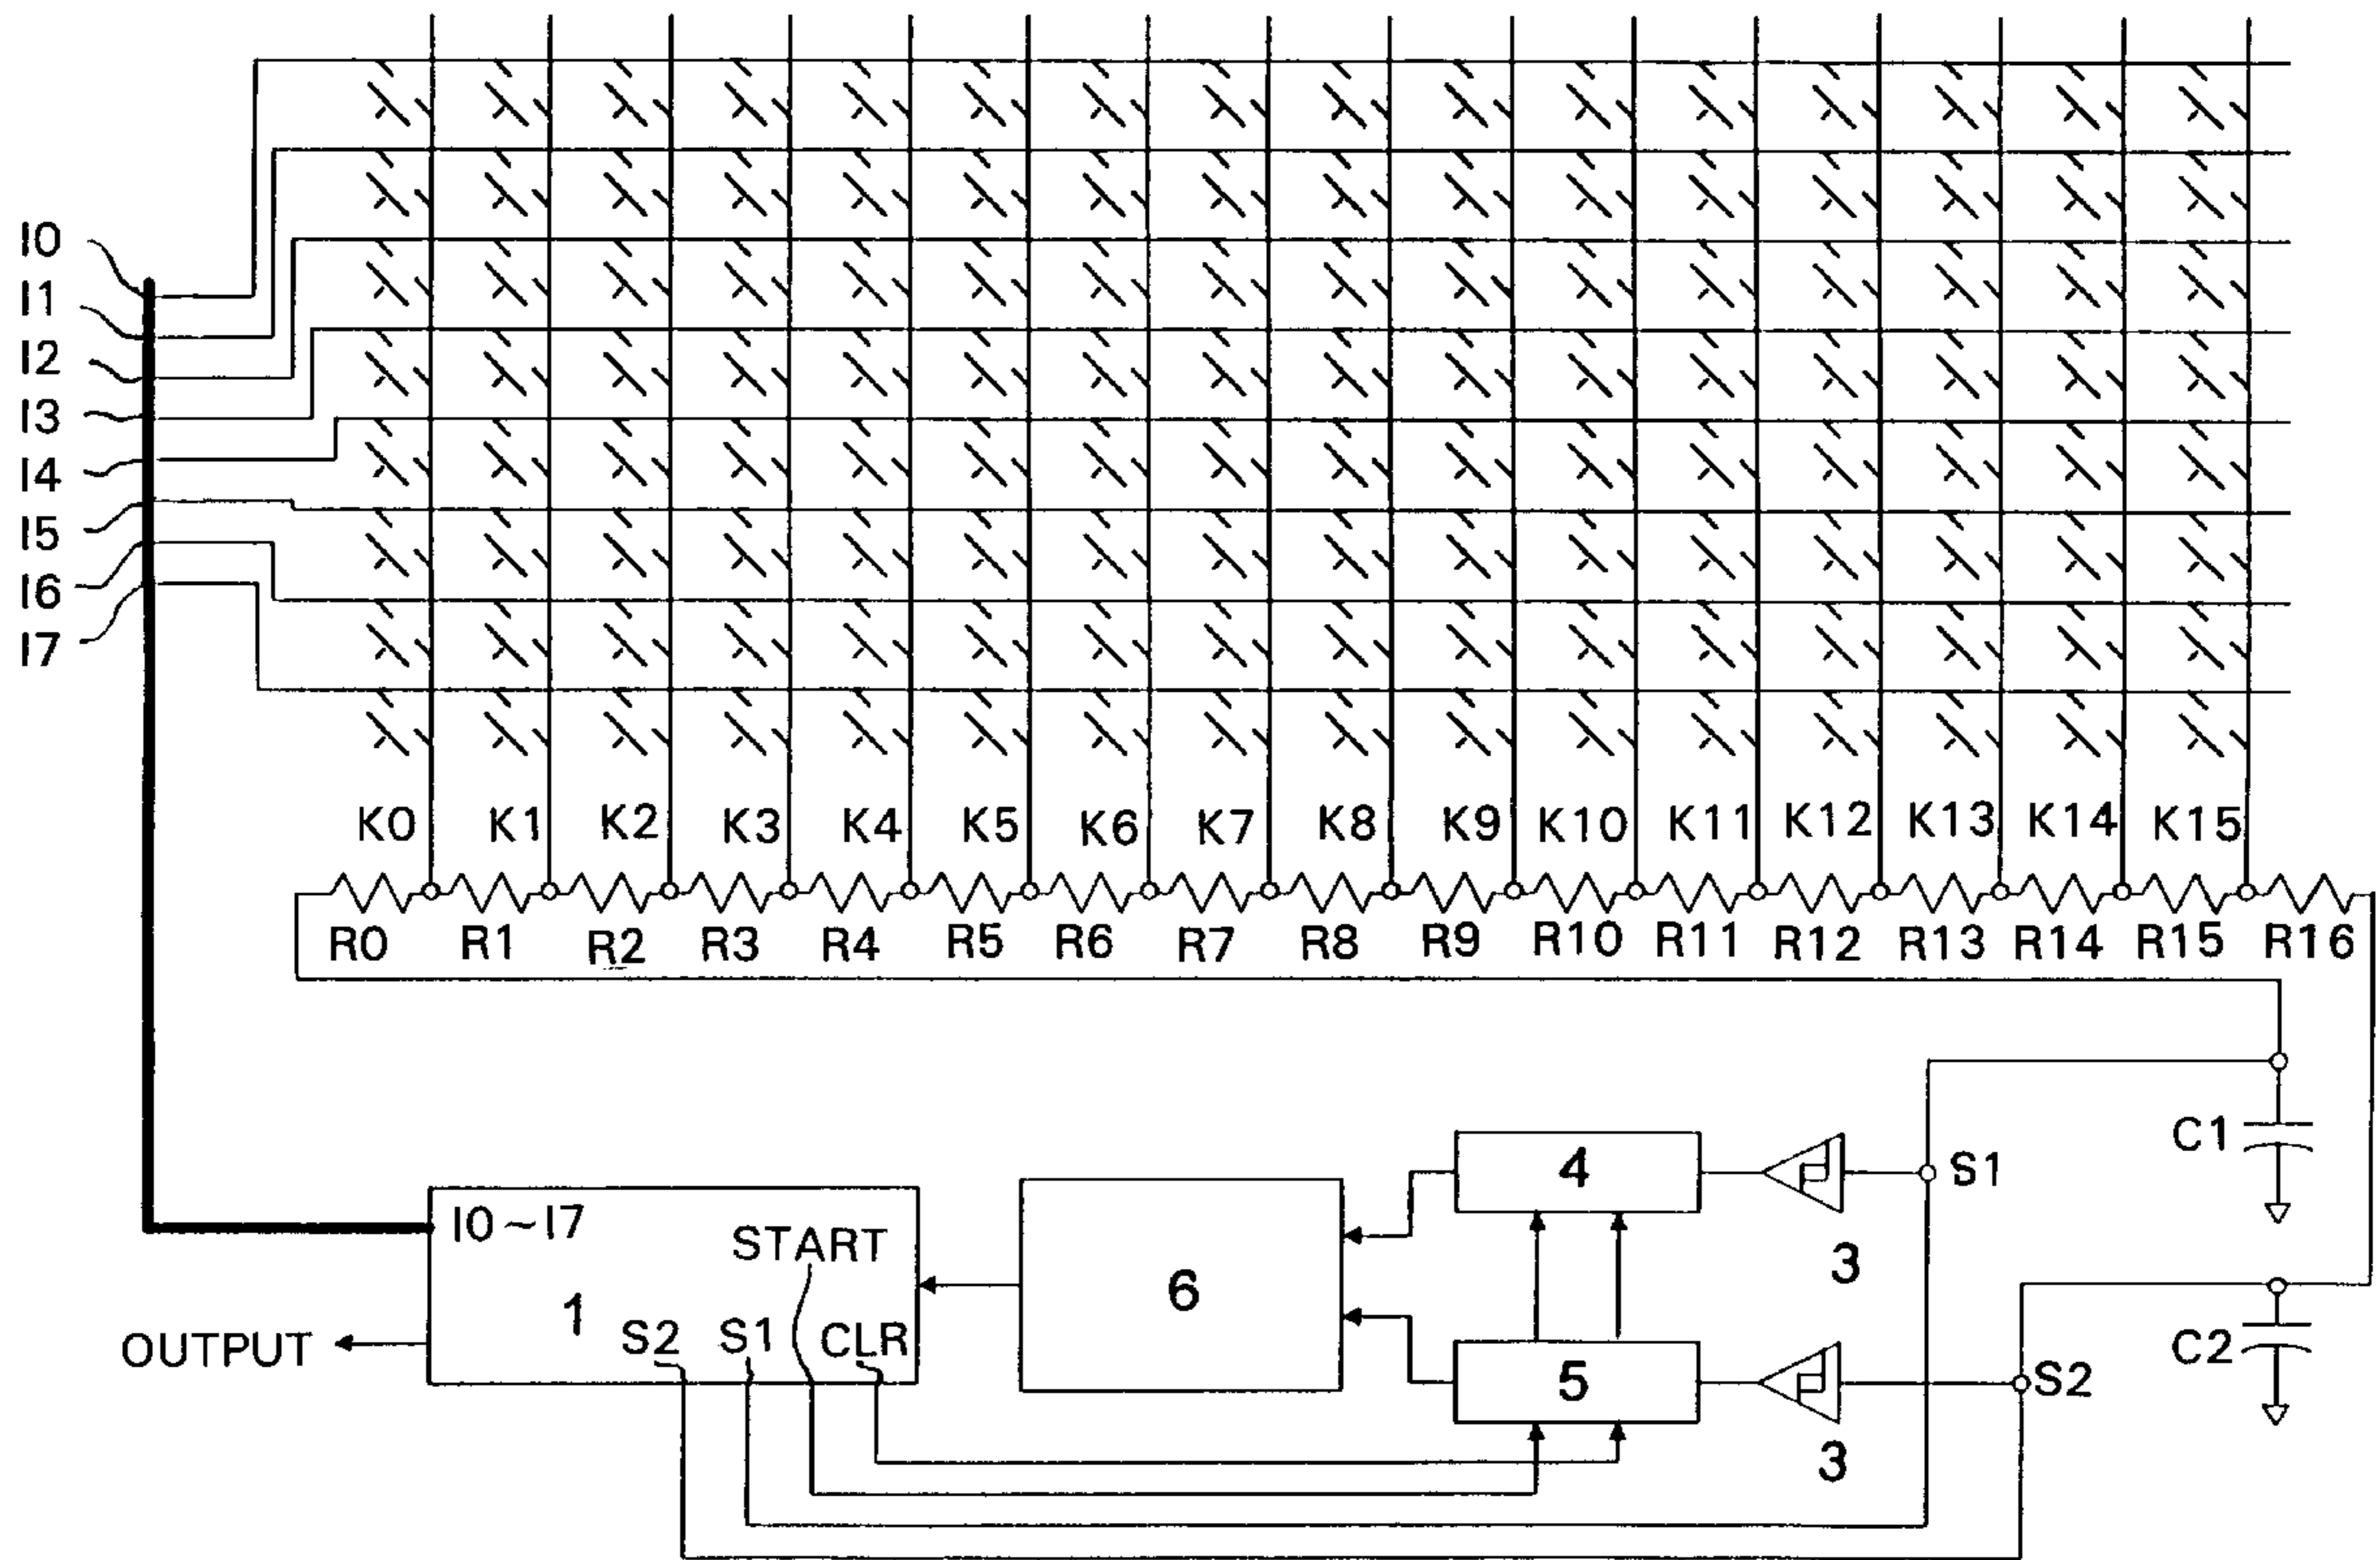 I0
I1
I2
I3
I4
I5
I6
I7
K0 K1 K2 K3 K4 K5 K6 K7 K8 K9 K10 K11 K12 K13 K14 K15
R0 R1 R2 R3 R4 R5 R6 R7 R8 R9 R10 R11 R12 R13 R14 R15 R16
C1
4 S1
I0~I7
START
3
6
1
S2 S1 CLR
OUTPUT
C2
5 S2
3